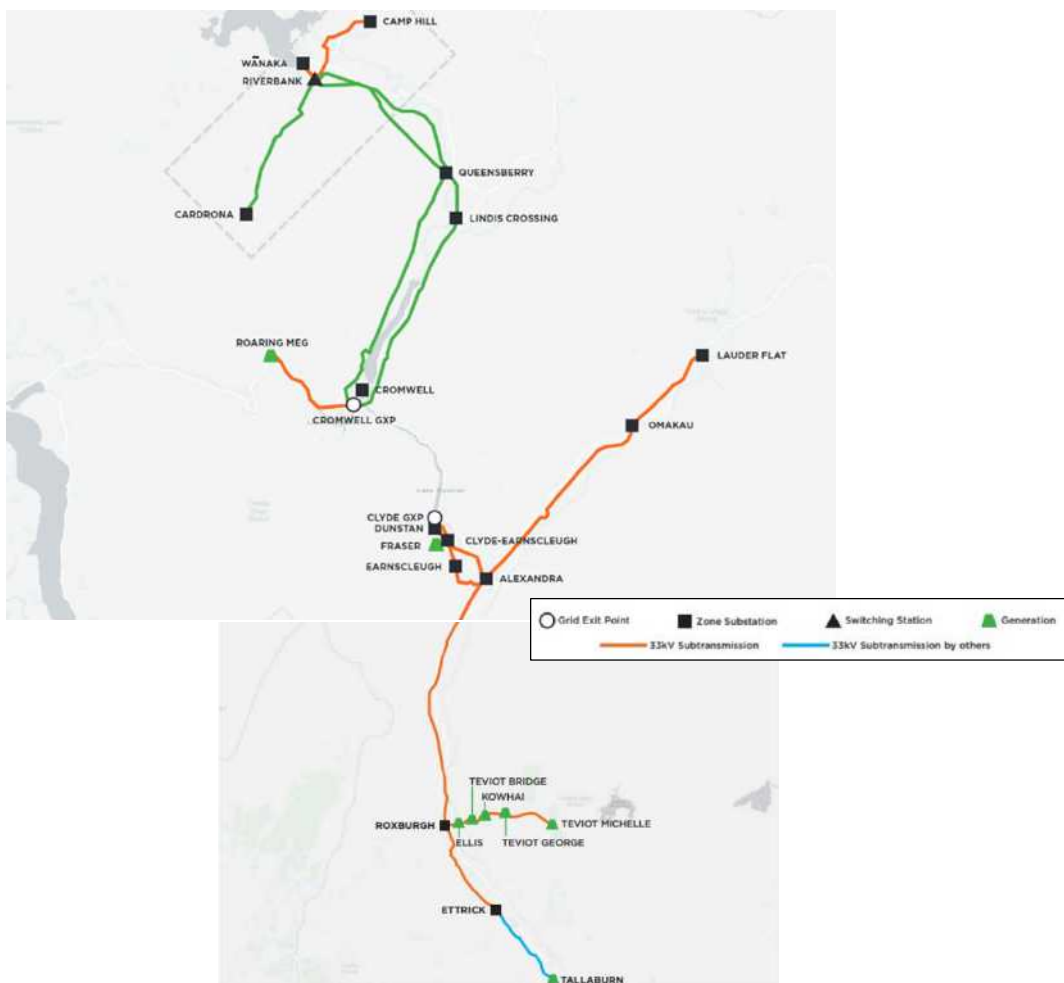 CAMP HILL
WĀNAKA
RIVERBANK
QUEENSBERRY
CARDRONA
LINDIS CROSSING
ROARING MEG
LAUDER FLAT
CROMWELL
CROMWELL GXP
OMAKAU
CLYDE GXP
DUNSTAN
CLYDE-EARNSCLEUGH
FRASER
EARNSCLEUGH
ALEXANDRA
Grid Exit Point
Zone Substation
Switching Station
Generation
33kV Subtransmission
33kV Subtransmission by others
TEVIOT BRIDGE
KOWHAI
ROXBURGH
TEVIOT MICHELLE
ELLIS
TEVIOT GEORGE
ETTRICK
TALLABURN